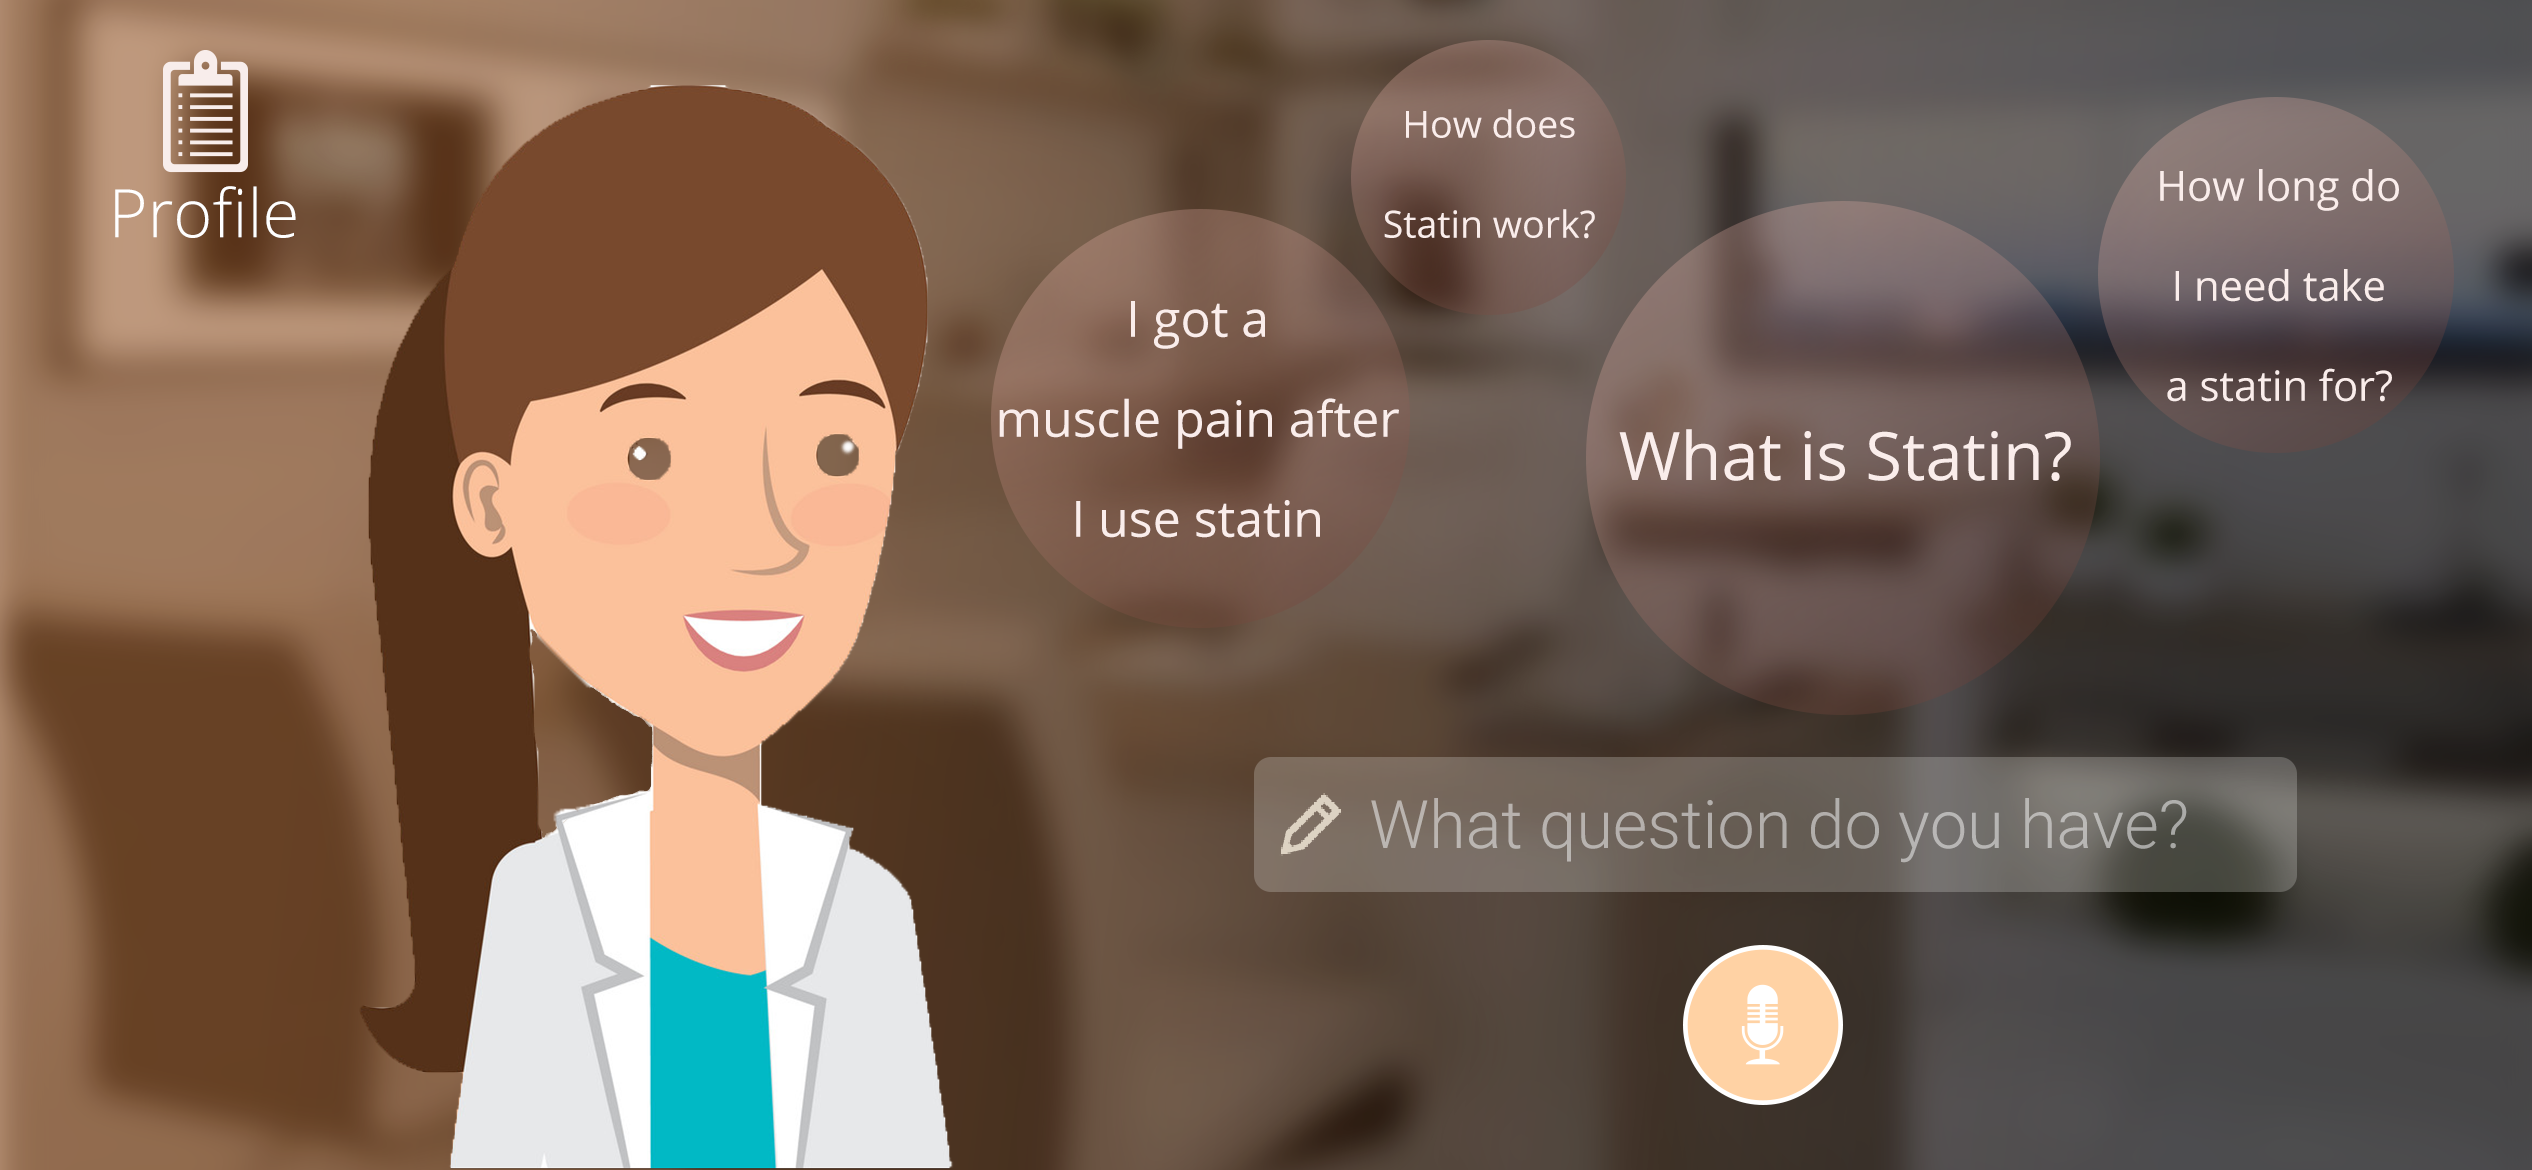 Profile
How does
Statin work?
I got a
muscle pain after
I use statin
What is Statin?
How long do
I need take
a statin for?
What question do you have?